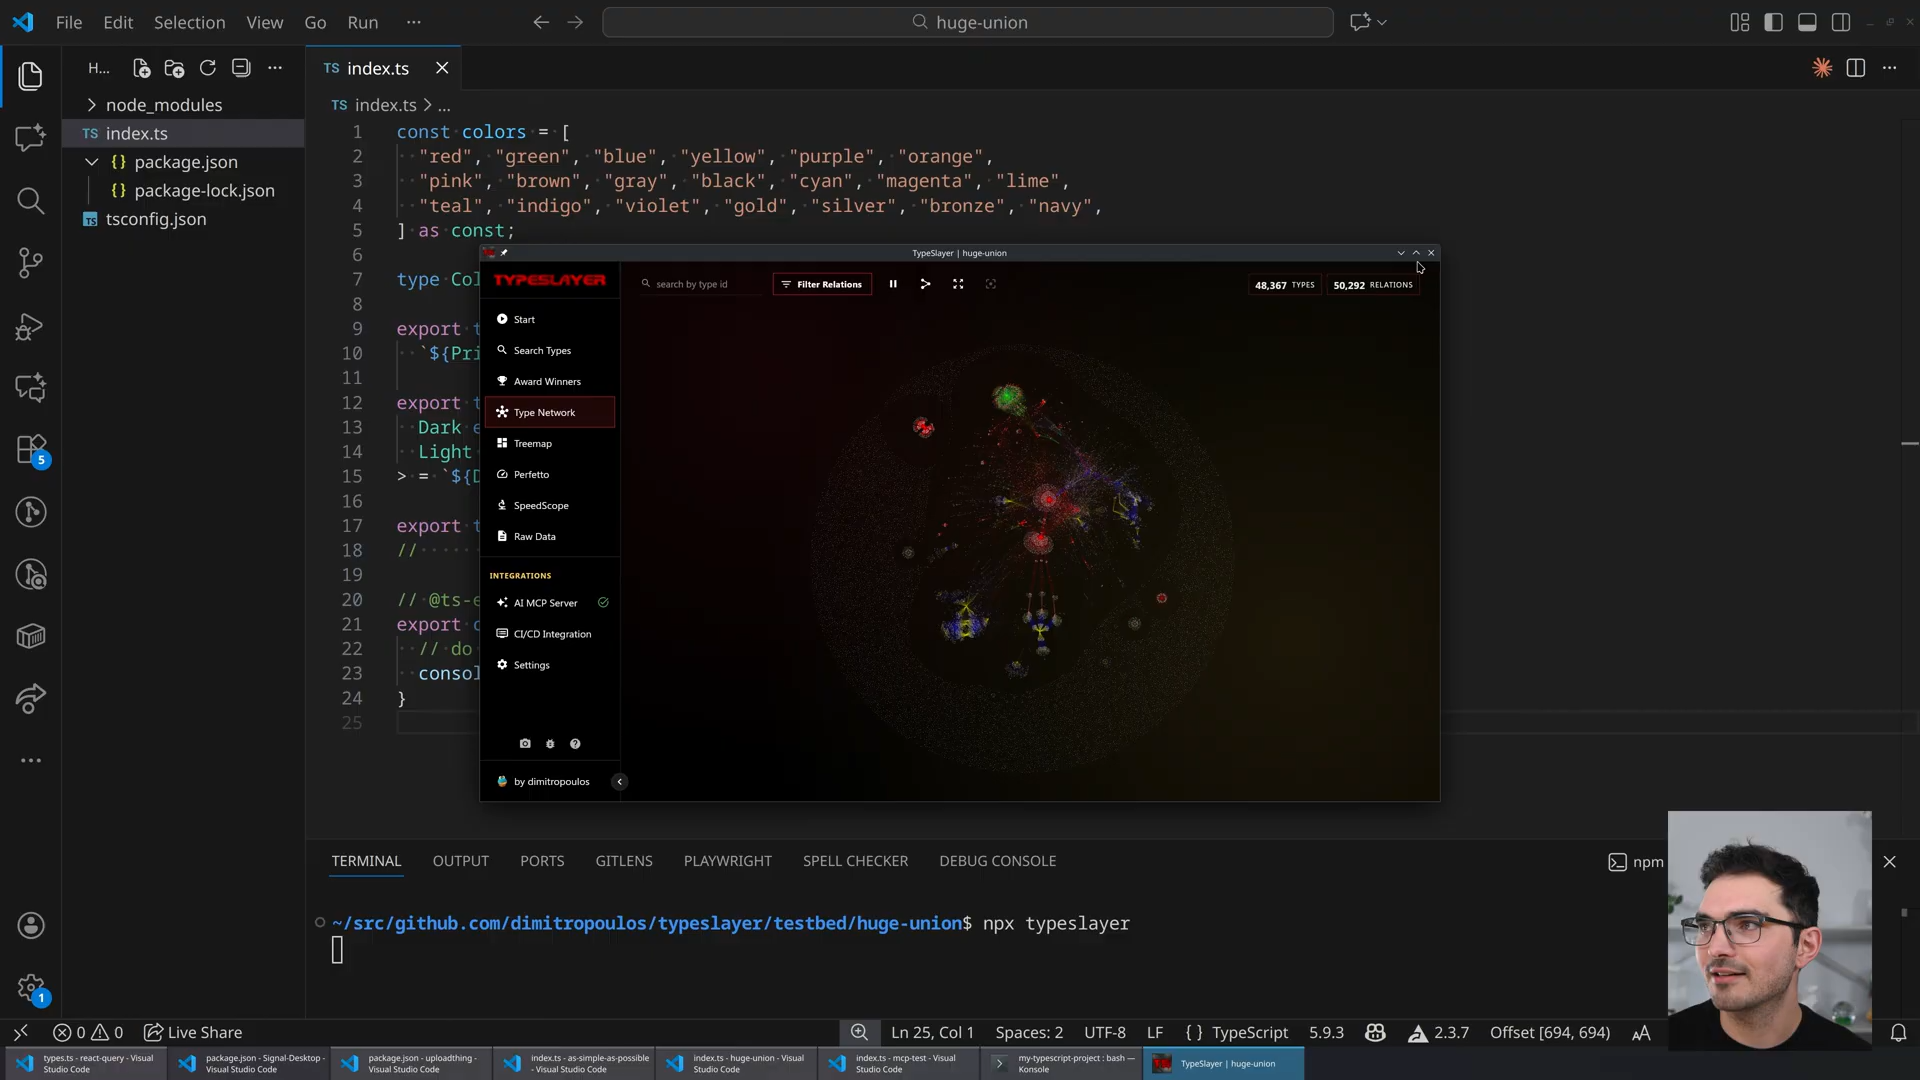 File Edit Selection View Go Run ···
huge-union
H...
node_modules
TS index.ts
{} package.json
{} package-lock.json
TS tsconfig.json
5
1
TS index.ts
TS index.ts > ...
1 const colors = [
2 "red", "green", "blue", "yellow", "purple", "orange",
3 "pink", "brown", "gray", "black", "cyan", "magenta", "lime",
4 "teal", "indigo", "violet", "gold", "silver", "bronze", "navy",
5 ] as const;
6
7 type Col
8
9 export t
10 `${Pri
11
12 export t
13 Dark e
14 Light
15 > = `${D
16
17 export t
18 //
19
20 // @ts-e
21 export c
22 // do
23 consol
24 }
25
TypeSlayer | huge-union
TYPESLAYER
Start
Search Types
Award Winners
Type Network
Treemap
Perfetto
SpeedScope
Raw Data
INTEGRATIONS
AI MCP Server
CI/CD Integration
Settings
by dimitropoulos
search by type id
Filter Relations
48,367 TYPES
50,292 RELATIONS
TERMINAL OUTPUT PORTS GITLENS PLAYWRIGHT SPELL CHECKER DEBUG CONSOLE
npm
~/src/github.com/dimitropoulos/typeslayer/testbed/huge-union$ npx typeslayer
0 0 Live Share
Ln 25, Col 1 Spaces: 2 UTF-8 LF {} TypeScript 5.9.3 2.3.7 Offset [694, 694)
types.ts - react-query - Visual Studio Code
package.json - Signal-Desktop - Visual Studio Code
package.json - uploadthing - Visual Studio Code
index.ts - as-simple-as-possible - Visual Studio Code
index.ts - huge-union - Visual Studio Code
index.ts - mcp-test - Visual Studio Code
my-typescript-project : bash — Konsole
TypeSlayer | huge-union